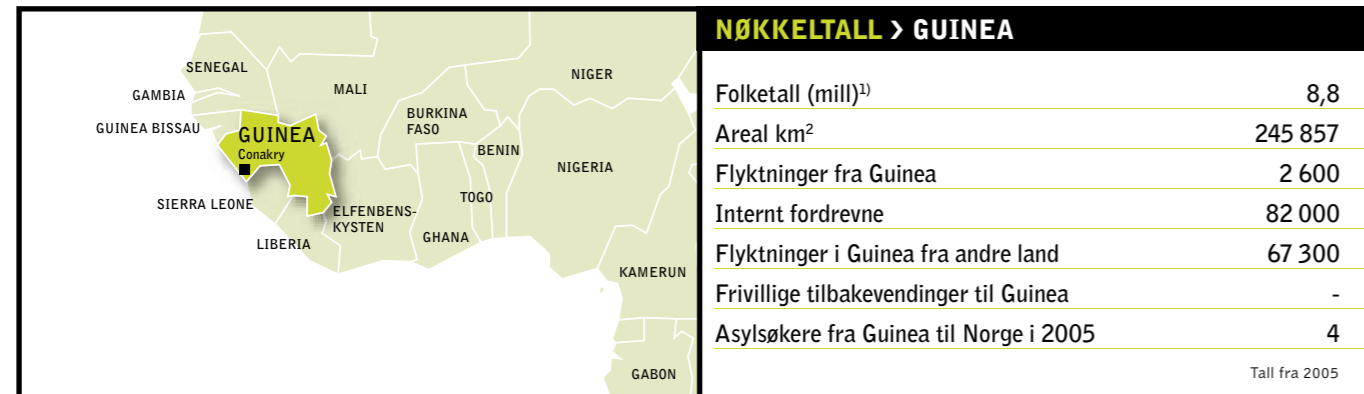 SENEGAL
GAMBIA
GUINEA BISSAU
GUINEA
Conakry
SIERRA LEONE
LIBERIA
MALI
BURKINA
FASO
NIGER
BENIN
NIGERIA
TOGO
ELFENBENS-
KYSTEN
GHANA
KAMERUN
GABON
NØKKELTALL > GUINEA
Folketall (mill)1) 8,8
Areal km² 245 857
Flyktninger fra Guinea 2 600
Internt fordrevne 82 000
Flyktninger i Guinea fra andre land 67 300
Frivillige tilbakevendinger til Guinea -
Asylsøkere fra Guinea til Norge i 2005 4
Tall fra 2005